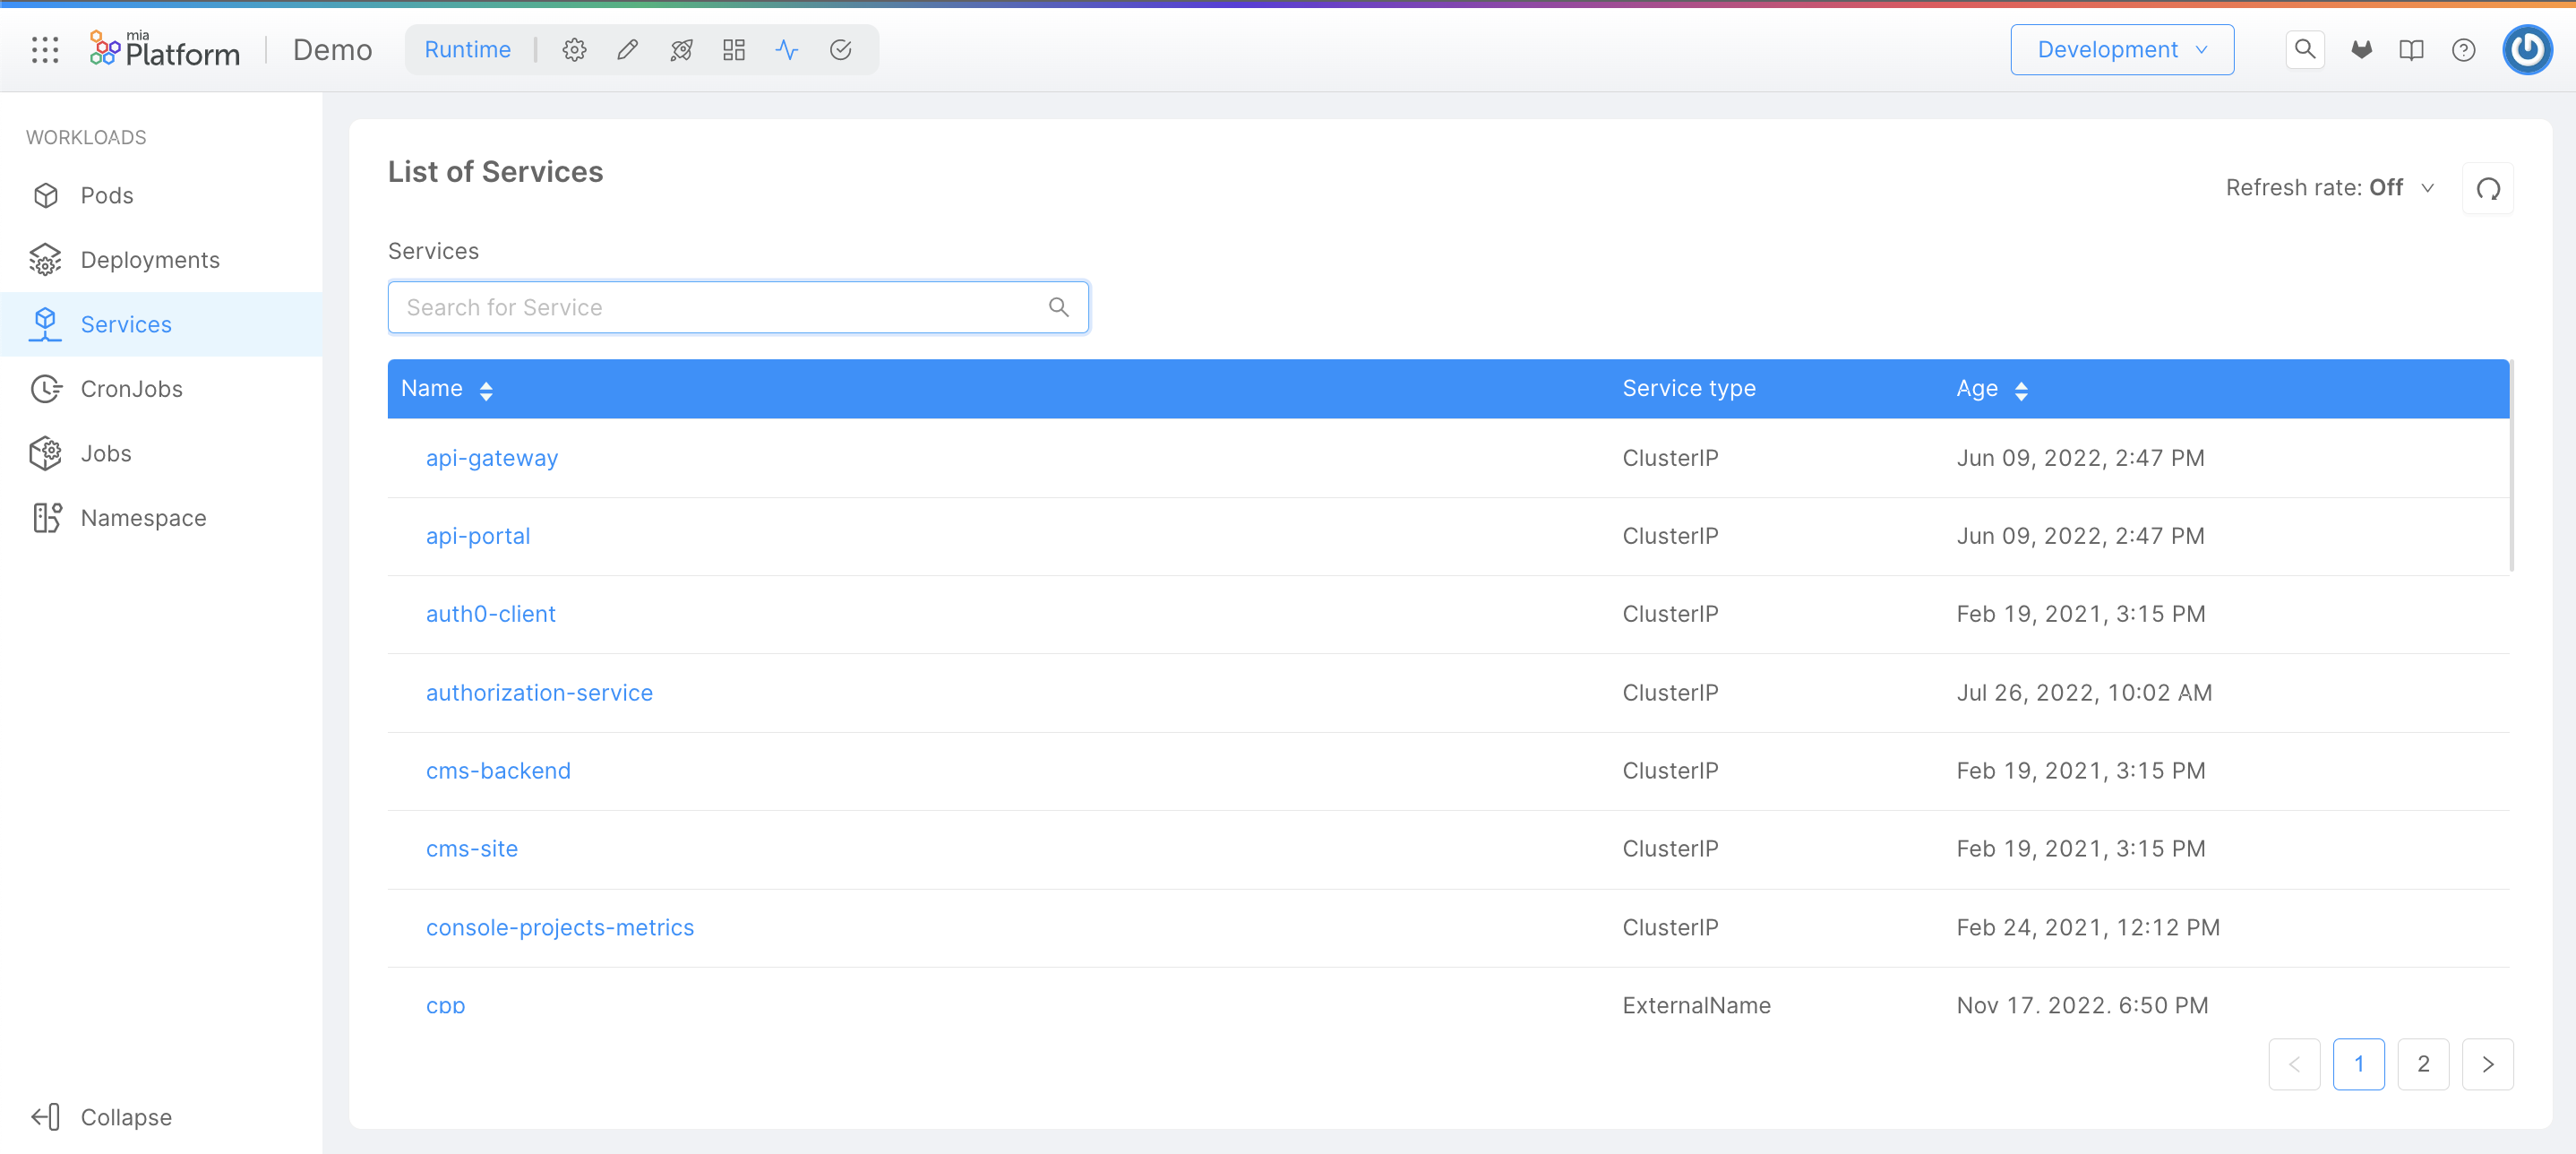 mia
Platform
Demo
Runtime
Development
WORKLOADS
Pods
Deployments
Services
CronJobs
Jobs
Namespace
Collapse
List of Services
Refresh rate: Off
Services
Search for Service
Name Service type Age
api-gateway ClusterIP Jun 09, 2022, 2:47 PM
api-portal ClusterIP Jun 09, 2022, 2:47 PM
auth0-client ClusterIP Feb 19, 2021, 3:15 PM
authorization-service ClusterIP Jul 26, 2022, 10:02 AM
cms-backend ClusterIP Feb 19, 2021, 3:15 PM
cms-site ClusterIP Feb 19, 2021, 3:15 PM
console-projects-metrics ClusterIP Feb 24, 2021, 12:12 PM
cpp ExternalName Nov 17, 2022, 6:50 PM
1 2